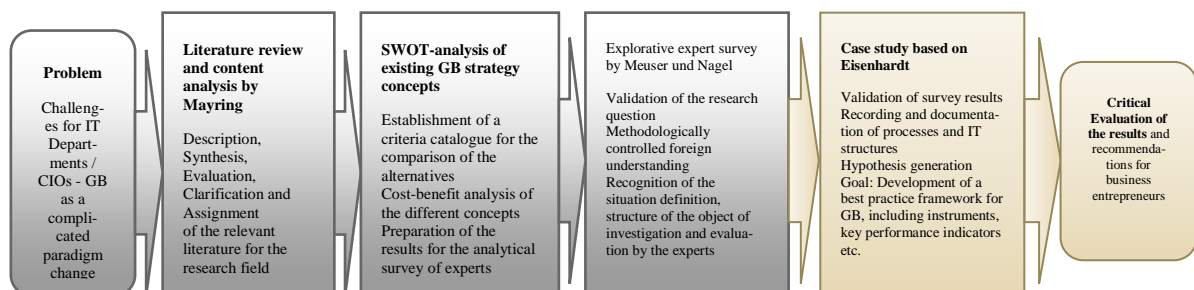 Problem
Challeng-
es for IT
Depart-
ments /
CIOs - GB
as a
compli-
cated
paradigm
change
Literature review
and content
analysis by
Mayring
Description,
Synthesis,
Evaluation,
Clarification and
Assignment
of the relevant
literature for the
research field
SWOT-analysis of
existing GB strategy
concepts
Establishment of a
criteria catalogue for the
comparison of the
alternatives
Cost-benefit analysis of
the different concepts
Preparation of the
results for the analytical
survey of experts
Explorative expert survey
by Meuser und Nagel
Validation of the research
question
Methodologically
controlled foreign
understanding
Recognition of the
situation definition,
structure of the object of
investigation and evalua-
tion by the experts
Case study based on
Eisenhardt
Validation of survey results
Recording and documenta-
tion of processes and IT
structures
Hypothesis generation
Goal: Development of a
best practice framework for
GB, including instruments,
key performance indicators
etc.
Critical
Evaluation of
the results and
recommenda-
tions for
business
entrepreneurs